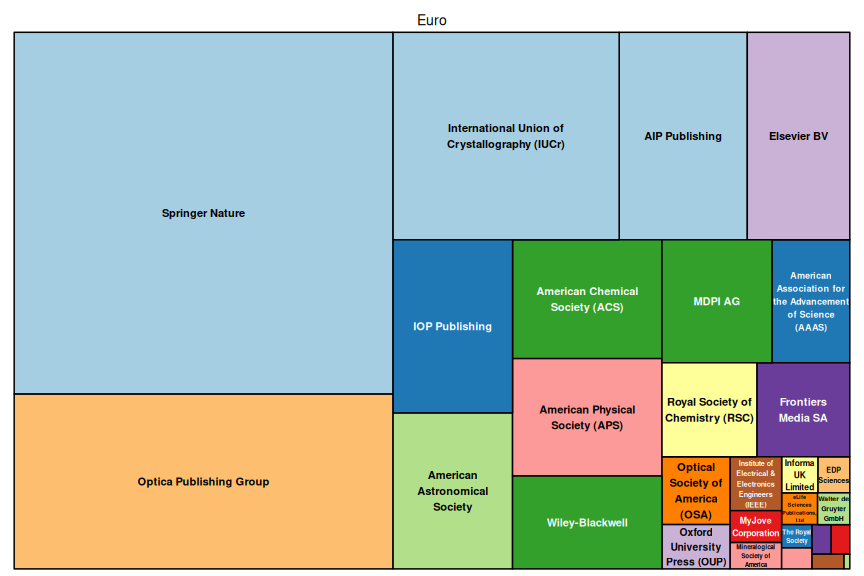 Euro
Springer Nature
Optica Publishing Group
International Union of
Crystallography (IUCr)
AIP Publishing
Elsevier BV
IOP Publishing
American Chemical
Society (ACS)
MDPI AG
American
Association for
the Advancement
of Science
(AAAS)
American Physical
Society (APS)
Royal Society of
Chemistry (RSC)
Frontiers
Media SA
American
Astronomical
Society
Wiley-Blackwell
Optical
Society of
America
(OSA)
Institute of
Electrical &
Electronics
Engineers
(IEEE)
Informa
UK
Limited
EDP
Sciences
eLife
Sciences
Publications,
Ltd
Walter de
Gruyter
GmbH
MyJove
Corporation
The Royal
Society
Oxford
University
Press (OUP)
Mineralogical
Society of
America